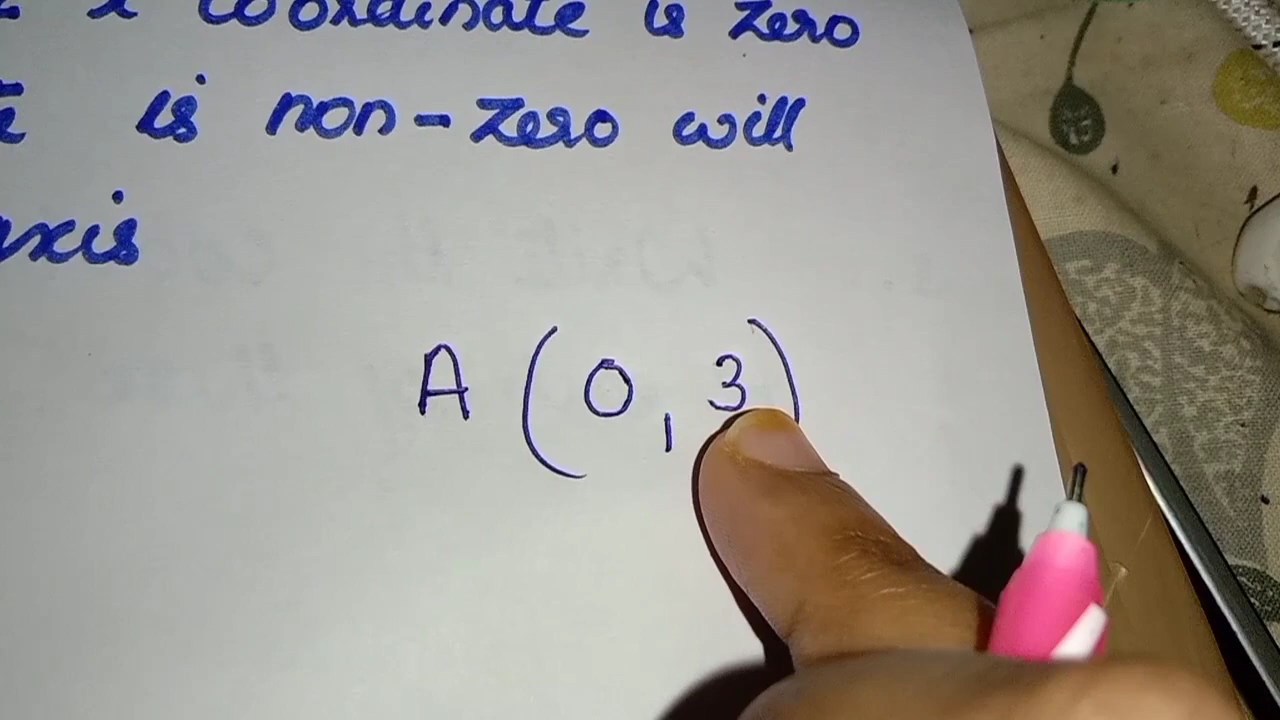 x coordinate is zero
is non-zero will
axis
A (0, 3)